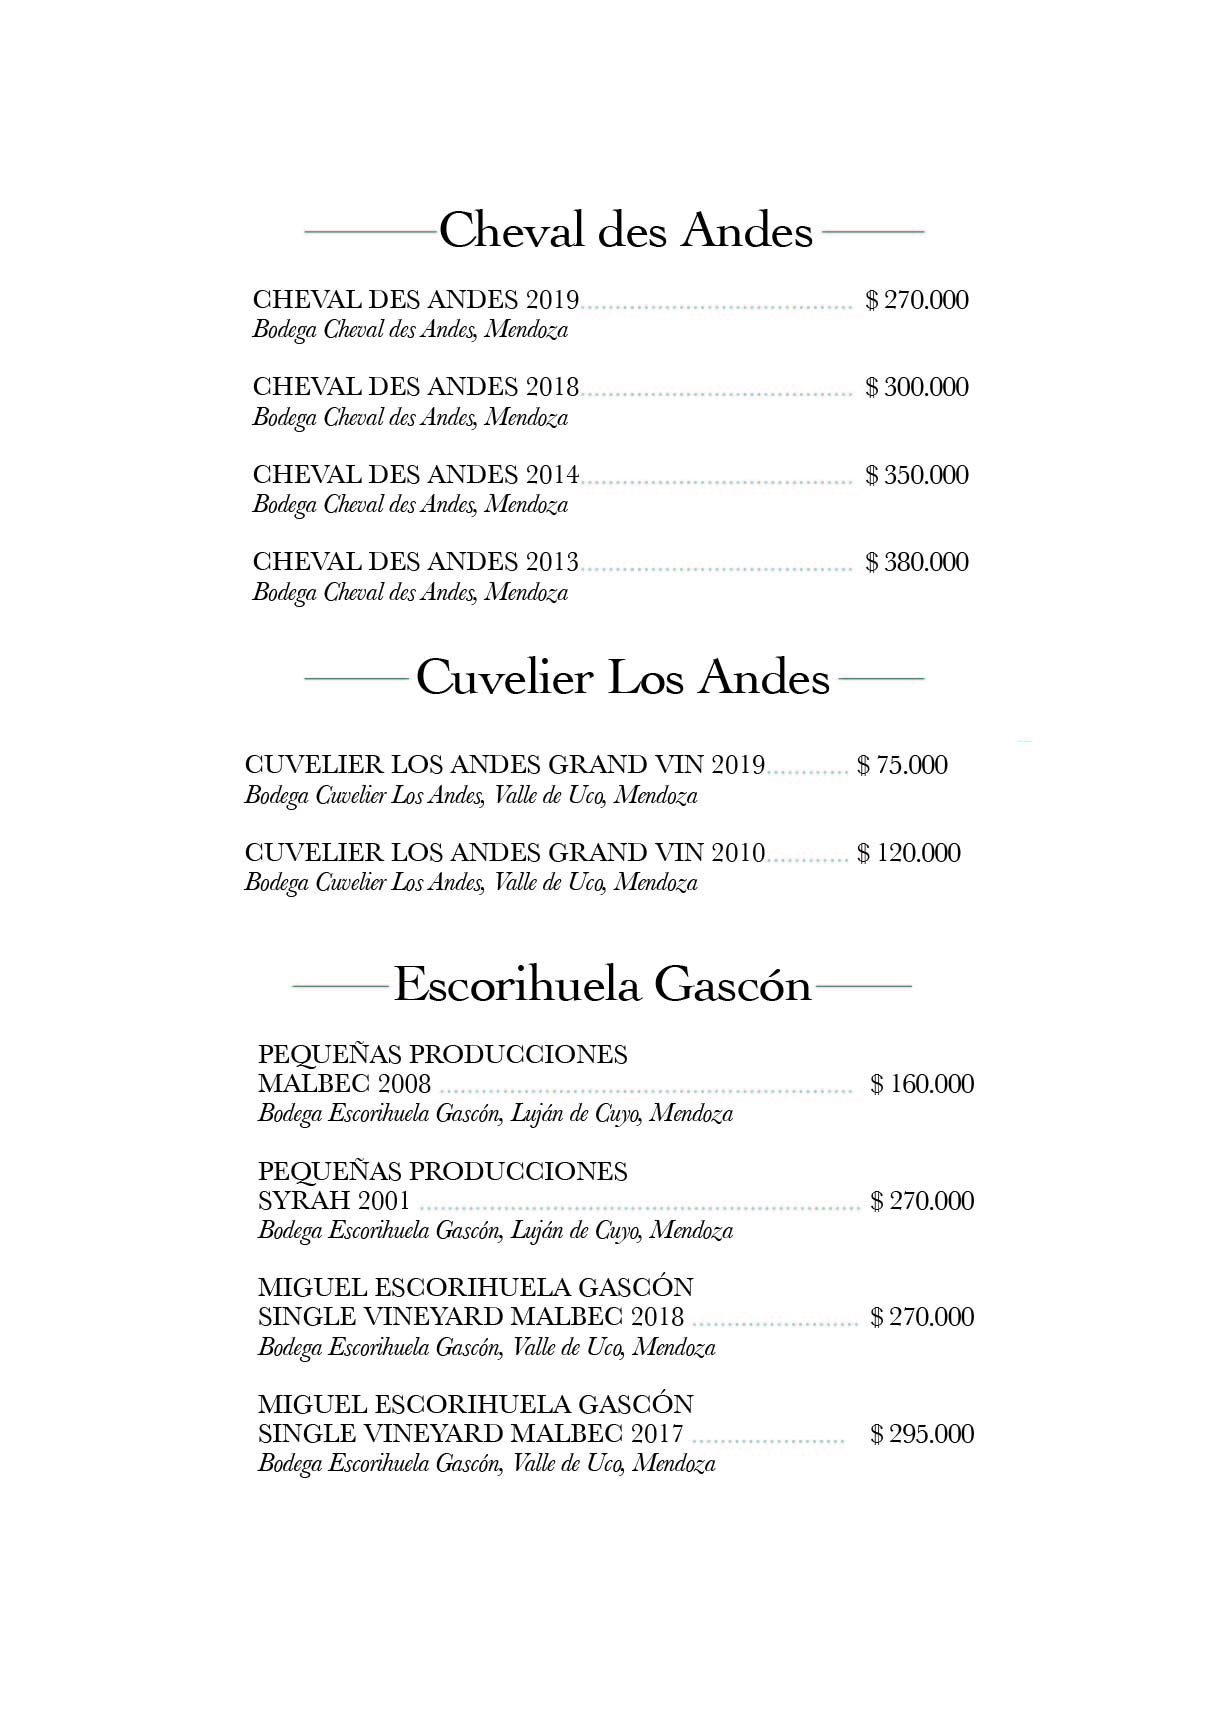 Cheval des Andes
CHEVAL DES ANDES 2019 $ 270.000
Bodega Cheval des Andes, Mendoza
CHEVAL DES ANDES 2018 $ 300.000
Bodega Cheval des Andes, Mendoza
CHEVAL DES ANDES 2014 $ 350.000
Bodega Cheval des Andes, Mendoza
CHEVAL DES ANDES 2013 $ 380.000
Bodega Cheval des Andes, Mendoza
Cuvelier Los Andes
CUVELIER LOS ANDES GRAND VIN 2019 $ 75.000
Bodega Cuvelier Los Andes, Valle de Uco, Mendoza
CUVELIER LOS ANDES GRAND VIN 2010 $ 120.000
Bodega Cuvelier Los Andes, Valle de Uco, Mendoza
Escorihuela Gascón
PEQUEÑAS PRODUCCIONES
MALBEC 2008 $ 160.000
Bodega Escorihuela Gascón, Luján de Cuyo, Mendoza
PEQUEÑAS PRODUCCIONES
SYRAH 2001 $ 270.000
Bodega Escorihuela Gascón, Luján de Cuyo, Mendoza
MIGUEL ESCORIHUELA GASCÓN
SINGLE VINEYARD MALBEC 2018 $ 270.000
Bodega Escorihuela Gascón, Valle de Uco, Mendoza
MIGUEL ESCORIHUELA GASCÓN
SINGLE VINEYARD MALBEC 2017 $ 295.000
Bodega Escorihuela Gascón, Valle de Uco, Mendoza